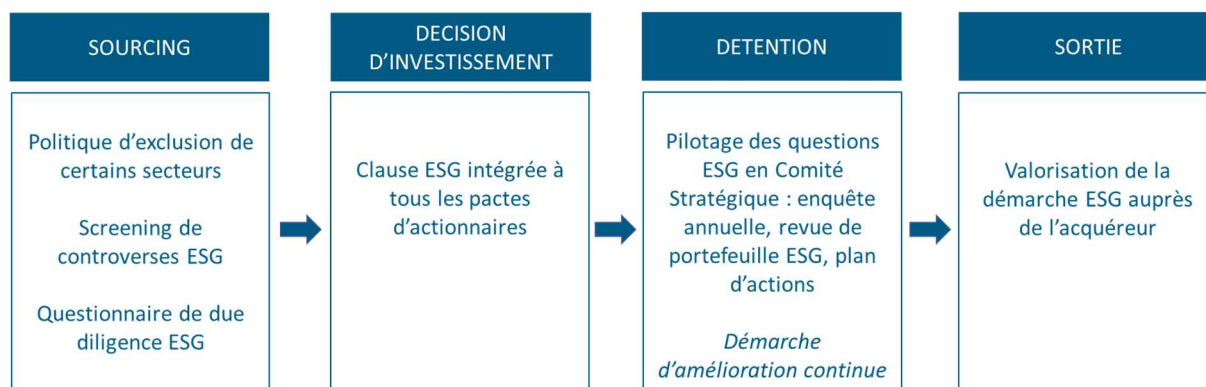 SOURCING
Politique d’exclusion de
certains secteurs
Screening de
controverses ESG
Questionnaire de due
diligence ESG
DECISION
D’INVESTISSEMENT
Clause ESG intégrée à
tous les pactes
d’actionnaires
DETENTION
Pilotage des questions
ESG en Comité
Stratégique : enquête
annuelle, revue de
portefeuille ESG, plan
d’actions
Démarche
d’amélioration continue
SORTIE
Valorisation de la
démarche ESG auprès
de l’acquéreur